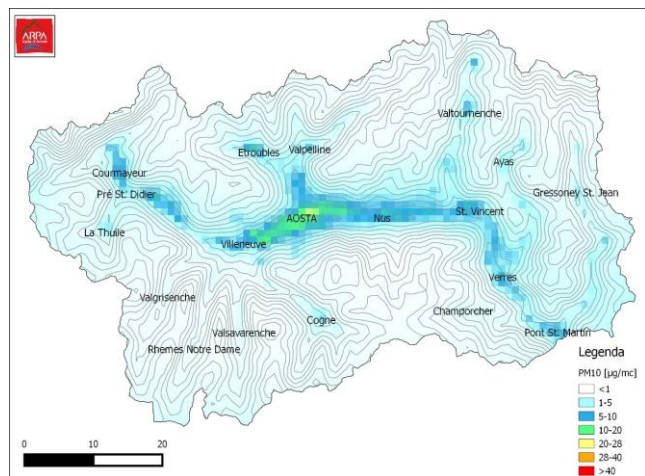 ARPA
Valtournenche
Etroubles
Valpelline
Courmayeur
Ayas
Pré St. Didier
Gressoney St. Jean
AOSTA
Nus
St. Vincent
La Thuile
Villeneuve
Verres
Valgrisenche
Valsavarenche
Cogne
Champorcher
Rhemes Notre Dame
Pont St. Martin
Legenda
PM10 [µg/mc]
<1
1-5
5-10
10-20
20-28
28-40
>40
0 10 20